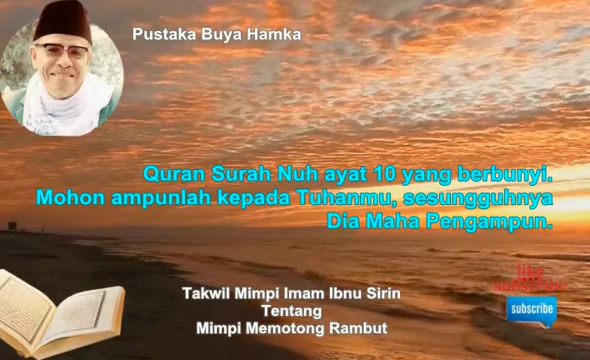 Pustaka Buya Hamka
Quran Surah Nuh ayat 10 yang berbunyi.
Mohon ampunlah kepada Tuhanmu, sesungguhnya
Dia Maha Pengampun.
Takwil Mimpi Imam Ibnu Sirin
Tentang
Mimpi Memotong Rambut
like
subscribe